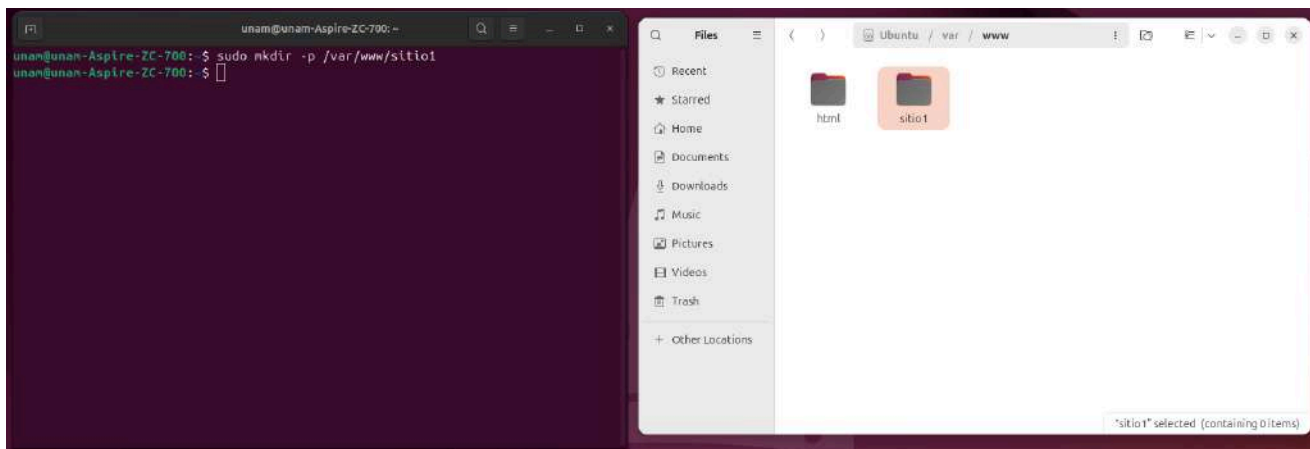 unam@unam-Aspire-ZC-700: ~
unam@unam-Aspire-ZC-700:~$ sudo mkdir -p /var/www/sitio1
unam@unam-Aspire-ZC-700:~$
Files
Ubuntu / var / www
Recent
Starred
Home
Documents
Downloads
Music
Pictures
Videos
Trash
+ Other Locations
html
sitio1
"sitio1" selected (containing 0 items)